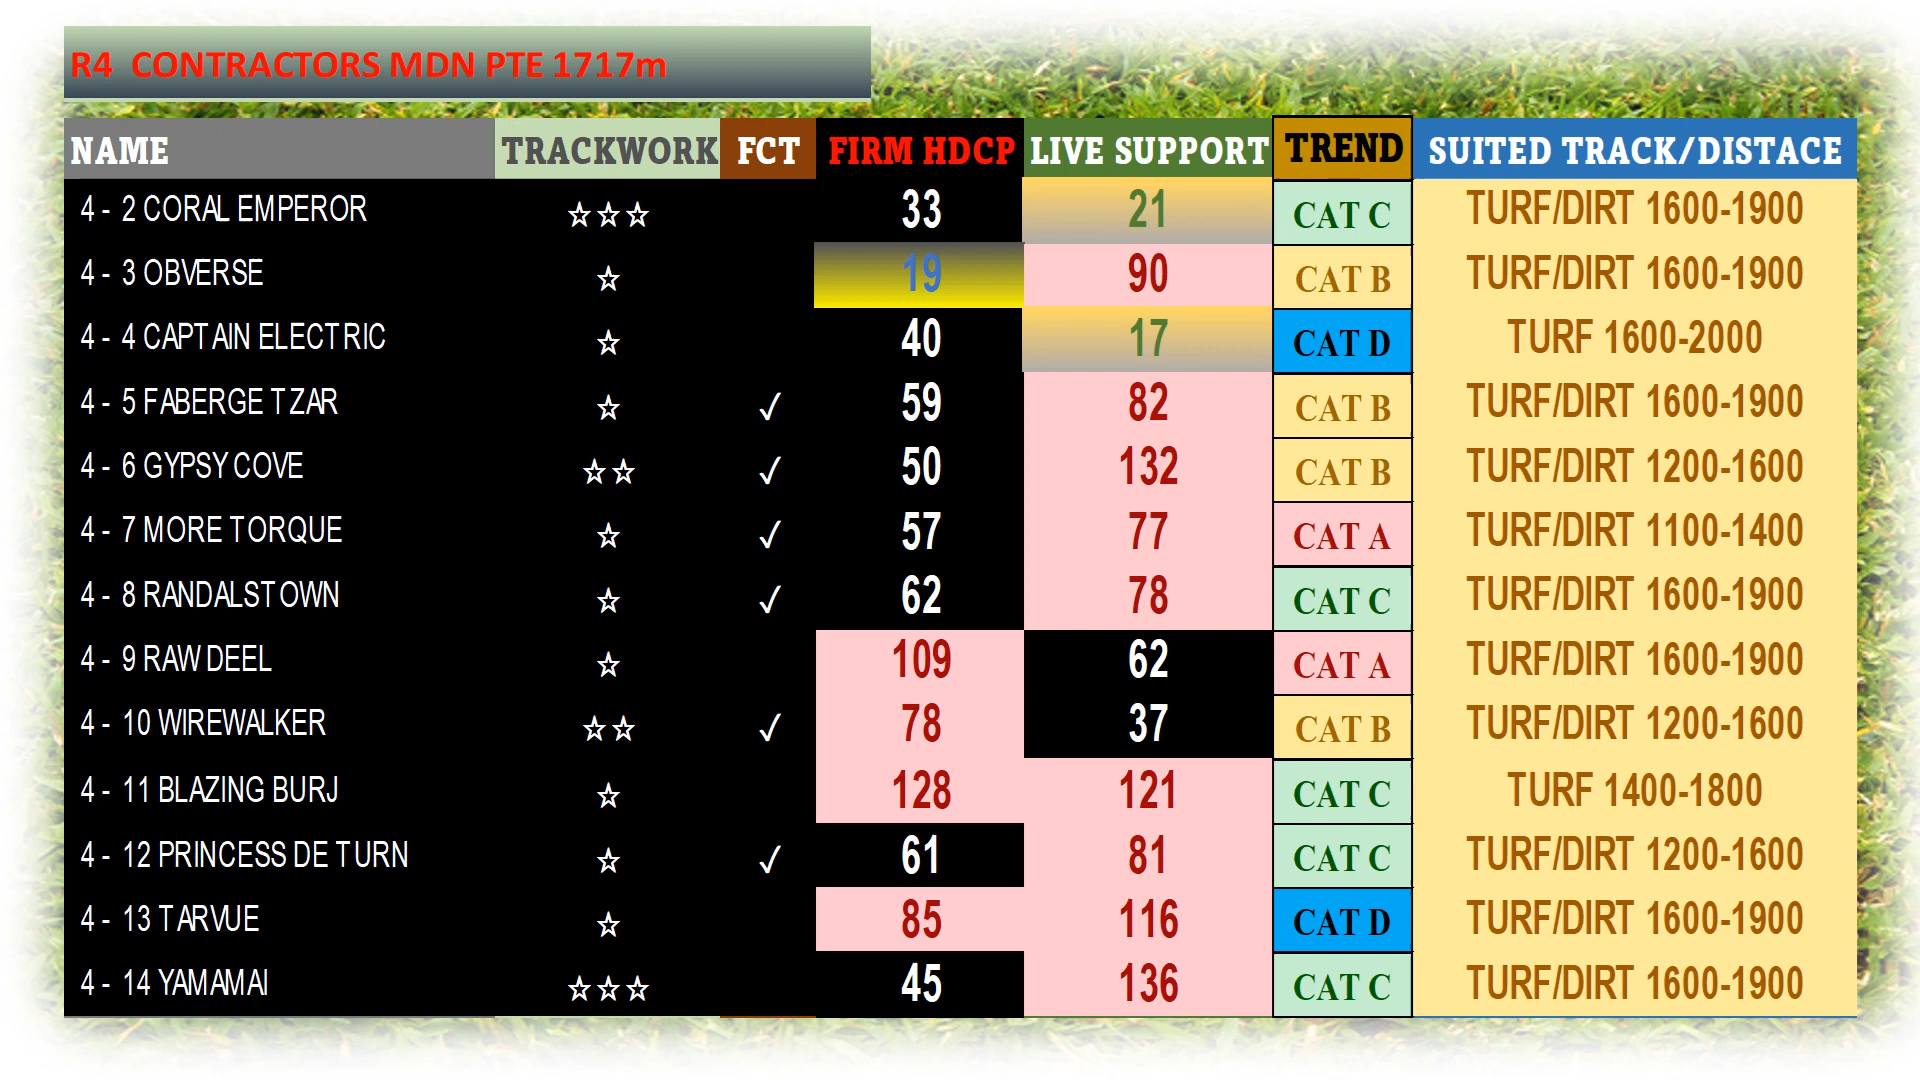 R4 CONTRACTORS MDN PTE 1717m
NAME TRACKWORK FCT FIRM HDCP LIVE SUPPORT TREND SUITED TRACK/DISTACE
4 - 2 CORAL EMPEROR ☆☆☆ 33 21 CAT C TURF/DIRT 1600-1900
4 - 3 OBVERSE ☆ 19 90 CAT B TURF/DIRT 1600-1900
4 - 4 CAPTAIN ELECTRIC ☆ 40 17 CAT D TURF 1600-2000
4 - 5 FABERGE TZAR ☆ ✓ 59 82 CAT B TURF/DIRT 1600-1900
4 - 6 GYPSY COVE ☆☆ ✓ 50 132 CAT B TURF/DIRT 1200-1600
4 - 7 MORE TORQUE ☆ ✓ 57 77 CAT A TURF/DIRT 1100-1400
4 - 8 RANDALSTOWN ☆ ✓ 62 78 CAT C TURF/DIRT 1600-1900
4 - 9 RAW DEEL ☆ 109 62 CAT A TURF/DIRT 1600-1900
4 - 10 WIREWALKER ☆☆ ✓ 78 37 CAT B TURF/DIRT 1200-1600
4 - 11 BLAZING BURJ ☆ 128 121 CAT C TURF 1400-1800
4 - 12 PRINCESS DE TURN ☆ ✓ 61 81 CAT C TURF/DIRT 1200-1600
4 - 13 TARVUE ☆ 85 116 CAT D TURF/DIRT 1600-1900
4 - 14 YAMAMAI ☆☆☆ 45 136 CAT C TURF/DIRT 1600-1900